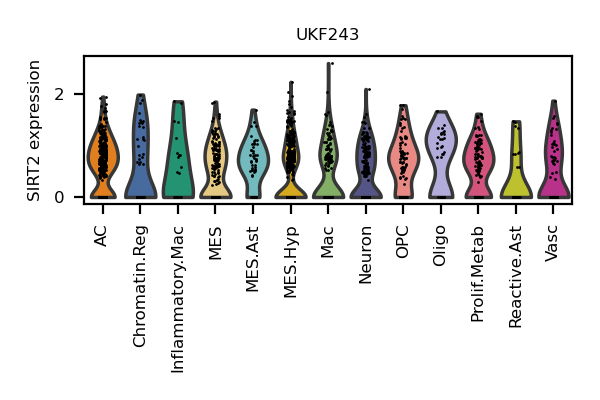 UKF243
SIRT2 expression
2
0
AC
Chromatin.Reg
Inflammatory.Mac
MES
MES.Ast
MES.Hyp
Mac
Neuron
OPC
Oligo
Prolif.Metab
Reactive.Ast
Vasc